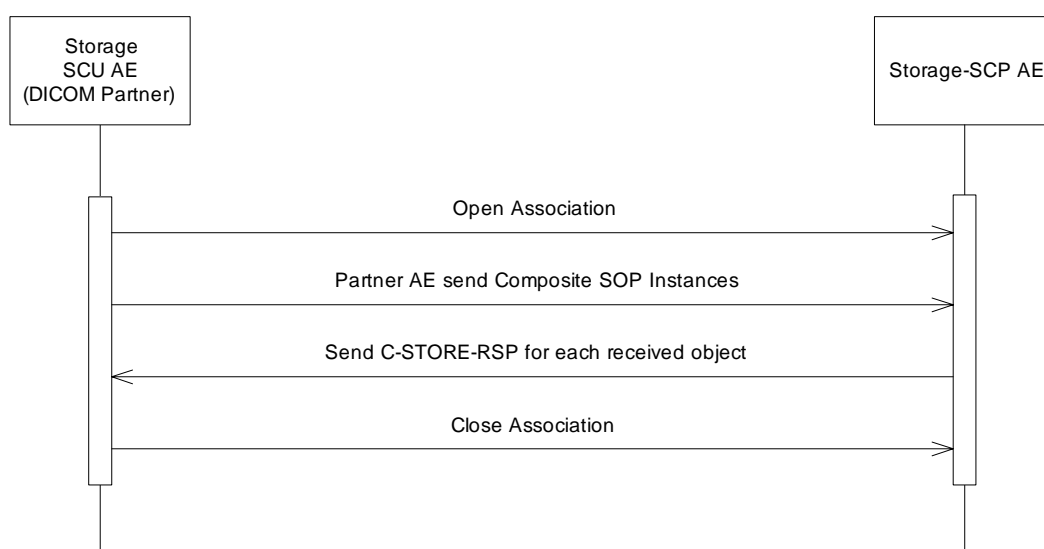 Storage
SCU AE
(DICOM Partner)
Storage-SCP AE
Open Association
Partner AE send Composite SOP Instances
Send C-STORE-RSP for each received object
Close Association